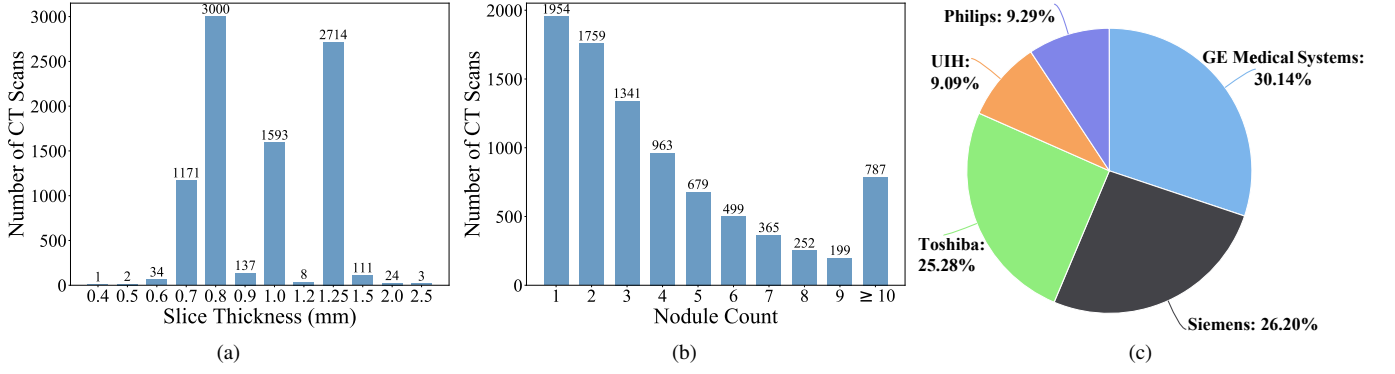 Number of CT Scans
3000
2500
2000
1500
1000
500
0
1
2
34
1171
3000
137
1593
8
2714
111
24
3
0.4 0.5 0.6 0.7 0.8 0.9 1.0 1.2 1.25 1.5 2.0 2.5
Slice Thickness (mm)
(a)
Number of CT Scans
2000
1500
1000
500
0
1954
1759
1341
963
679
499
365
252
199
787
1 2 3 4 5 6 7 8 9 ≥ 10
Nodule Count
(b)
Philips: 9.29%
UIH:
9.09%
GE Medical Systems:
30.14%
Toshiba:
25.28%
Siemens: 26.20%
(c)